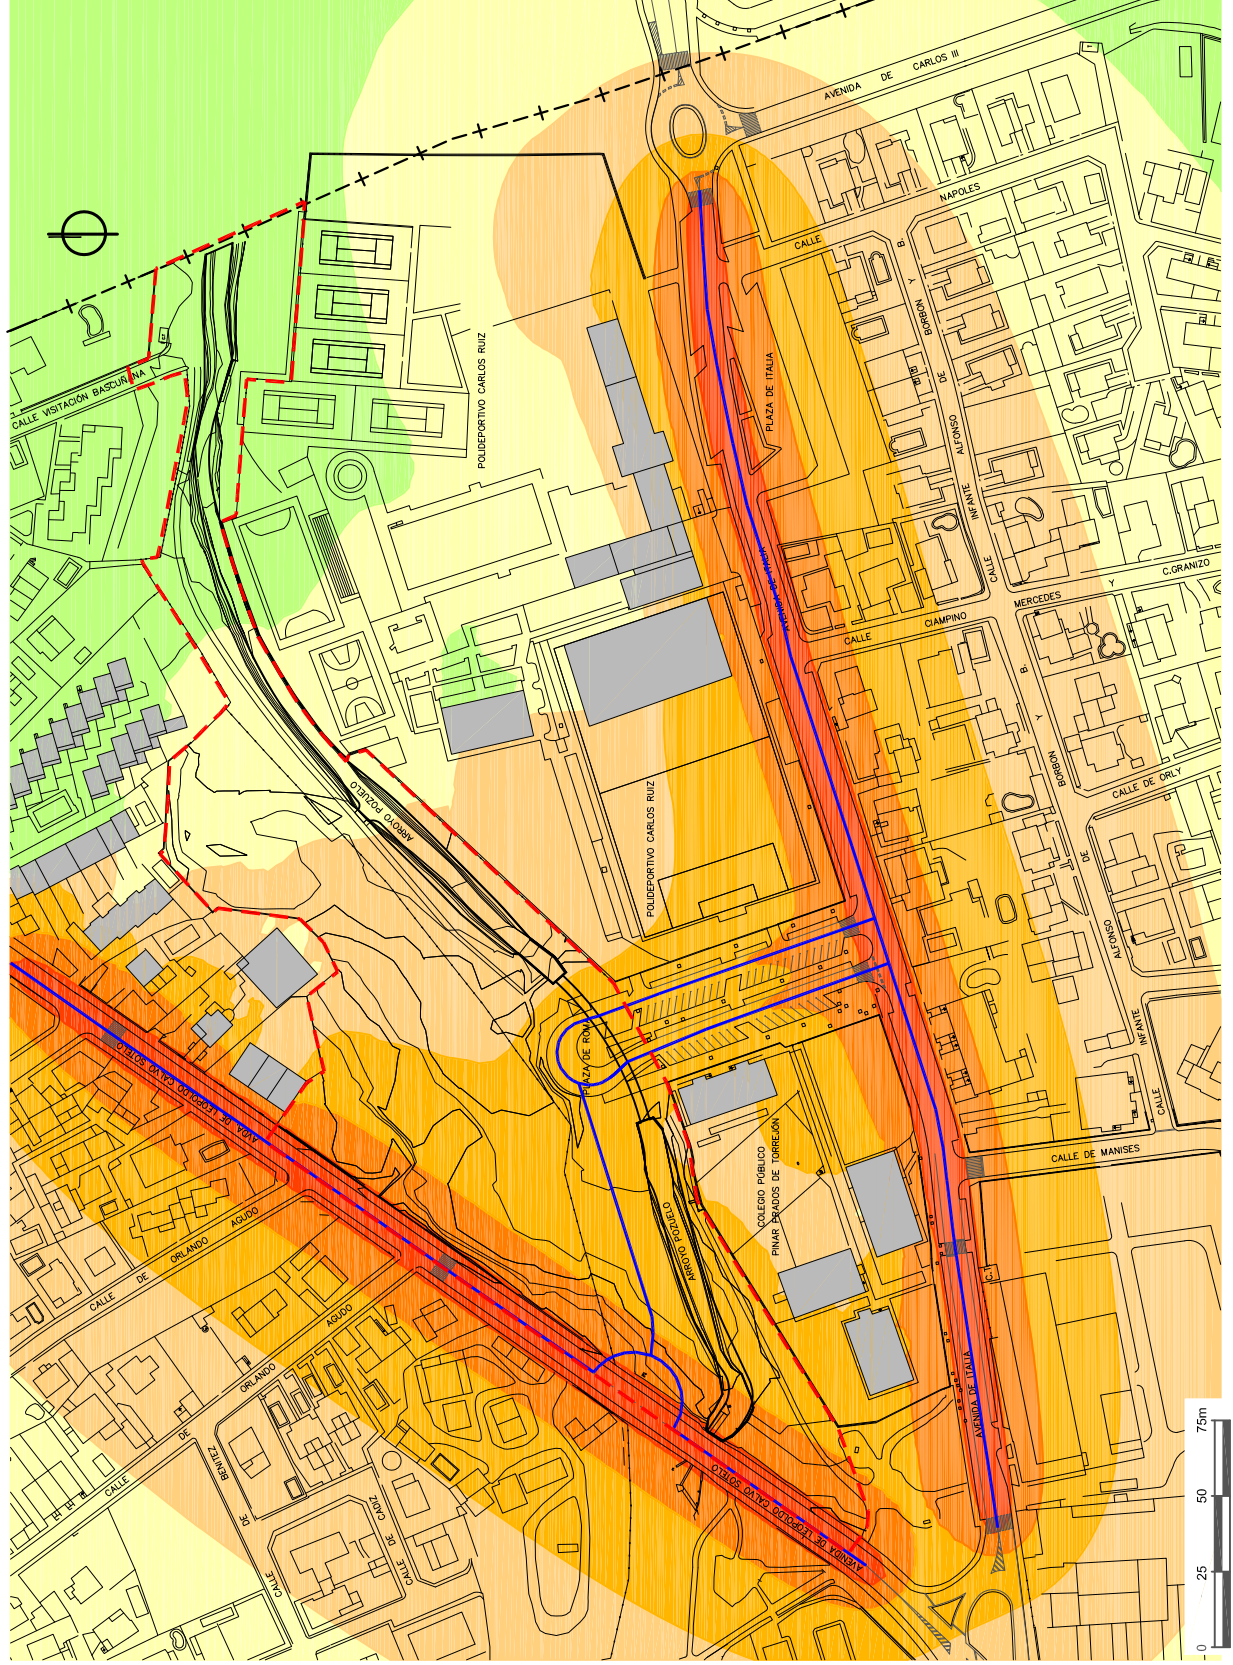 AVENIDA DE CARLOS III
CALLE NAPOLES
CALLE VISITACIÓN BASCUÑANA
POLIDEPORTIVO CARLOS RUIZ
PLAZA DE ITALIA
CALLE INFANTE ALFONSO DE BORBON Y B.
AVENIDA DE ITALIA
CALLE CIAMPINO
MERCEDES Y
C.GRANIZO
ARROYO POZUELO
POLIDEPORTIVO CARLOS RUIZ
CALLE INFANTE ALFONSO DE BORBON Y B.
CALLE DE ORLY
PLAZA DE ROMA
AVDA. DE LEOPOLDO CALVO SOTELO
CALLE DE ORLANDO AGUDO
CALLE DE ORLANDO AGUDO
COLEGIO PÚBLICO
PINAR PRADOS DE TORREJÓN
ARROYO POZUELO
CALLE DE MANISES
C.T.
AVENIDA DE ITALIA
CALLE DE BENITEZ
CALLE DE CADIZ
AVENIDA DE LEOPOLDO CALVO SOTELO
0 25 50 75m